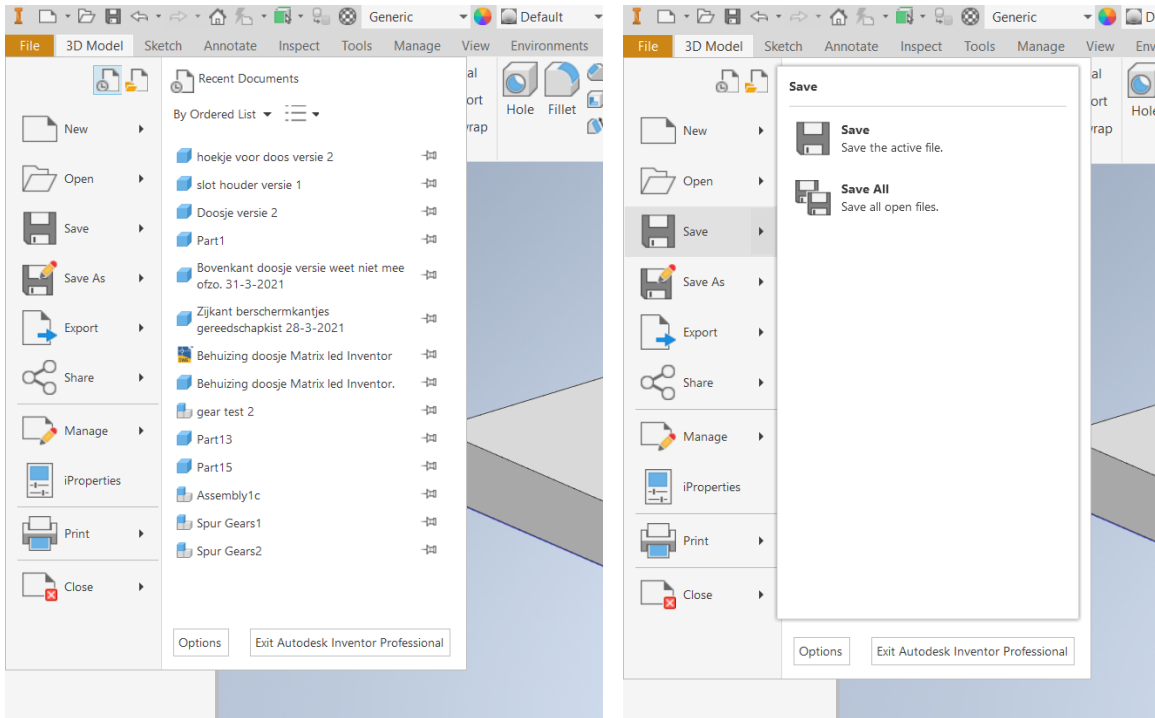 Generic
Default
File
3D Model
Sketch
Annotate
Inspect
Tools
Manage
View
Environments
Hole
Fillet
Recent Documents
By Ordered List
New
Open
Save
Save As
Export
Share
Manage
iProperties
Print
Close
hoekje voor doos versie 2
slot houder versie 1
Doosje versie 2
Part1
Bovenkant doosje versie weet niet mee
ofzo. 31-3-2021
Zijkant berschermkantjes
gereedschapkist 28-3-2021
Behuizing doosje Matrix led Inventor
Behuizing doosje Matrix led Inventor.
gear test 2
Part13
Part15
Assembly1c
Spur Gears1
Spur Gears2
Options
Exit Autodesk Inventor Professional
Generic
File
3D Model
Sketch
Annotate
Inspect
Tools
Manage
View
New
Open
Save
Save As
Export
Share
Manage
iProperties
Print
Close
Save
Save
Save the active file.
Save All
Save all open files.
Options
Exit Autodesk Inventor Professional